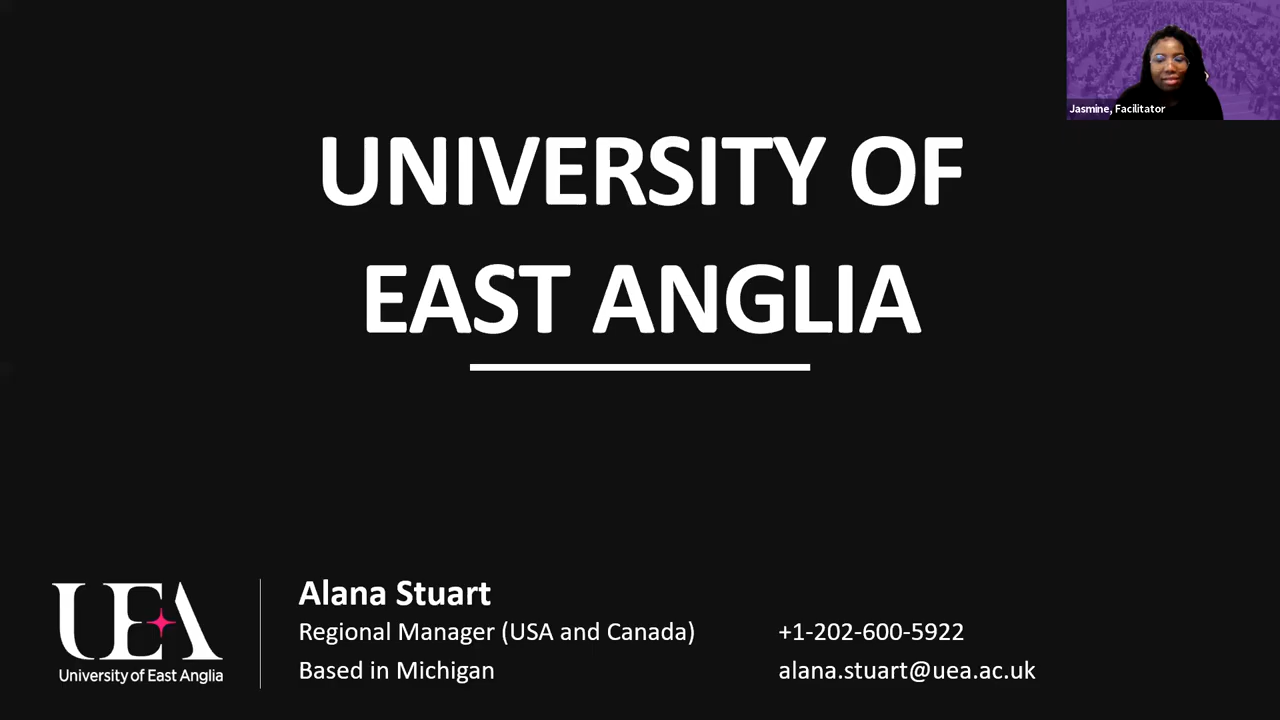 Jasmine, Facilitator
UNIVERSITY OF
EAST ANGLIA
UEA
University of East Anglia
Alana Stuart
Regional Manager (USA and Canada)
+1-202-600-5922
Based in Michigan
alana.stuart@uea.ac.uk